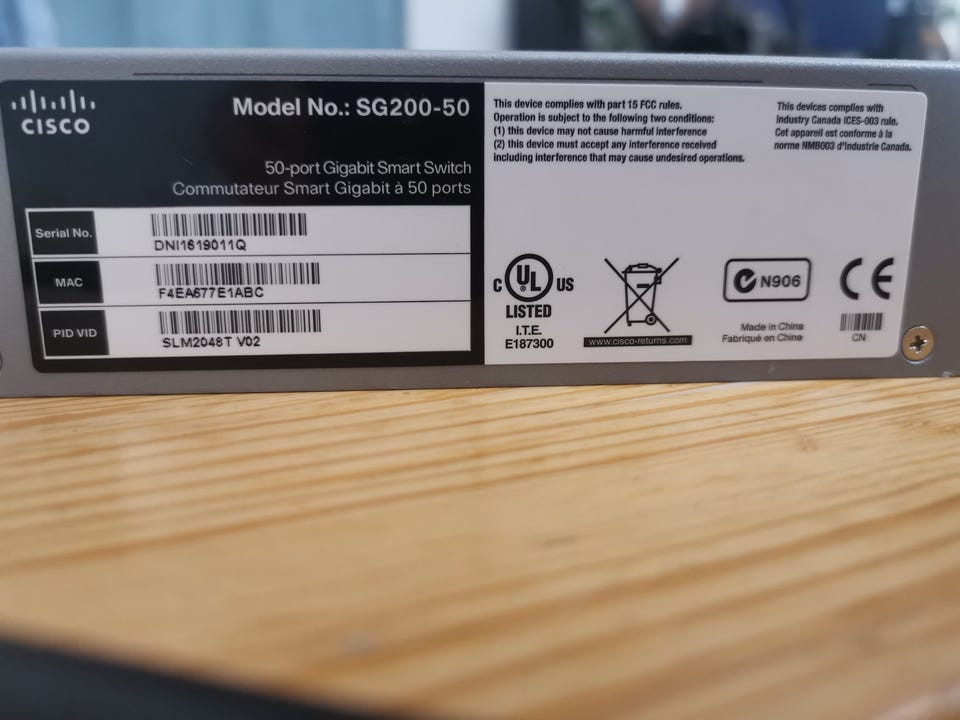 CISCO
Model No.: SG200-50
50-port Gigabit Smart Switch
Commutateur Smart Gigabit à 50 ports
Serial No.
DNI1619011Q
MAC
F4EA677E1ABC
PID VID
SLM2048T V02
This device complies with part 15 FCC rules.
Operation is subject to the following two conditions:
(1) this device may not cause harmful interference
(2) this device must accept any interference received
including interference that may cause undesired operations.
This devices complies with
Industry Canada ICES-003 rule.
Cet appareil est conforme à la
norme NMB003 d'Industrie Canada.
C UL US
LISTED
I.T.E.
E187300
www.cisco-returns.com
N906
Made in China
Fabriqué en Chine
CE
CN